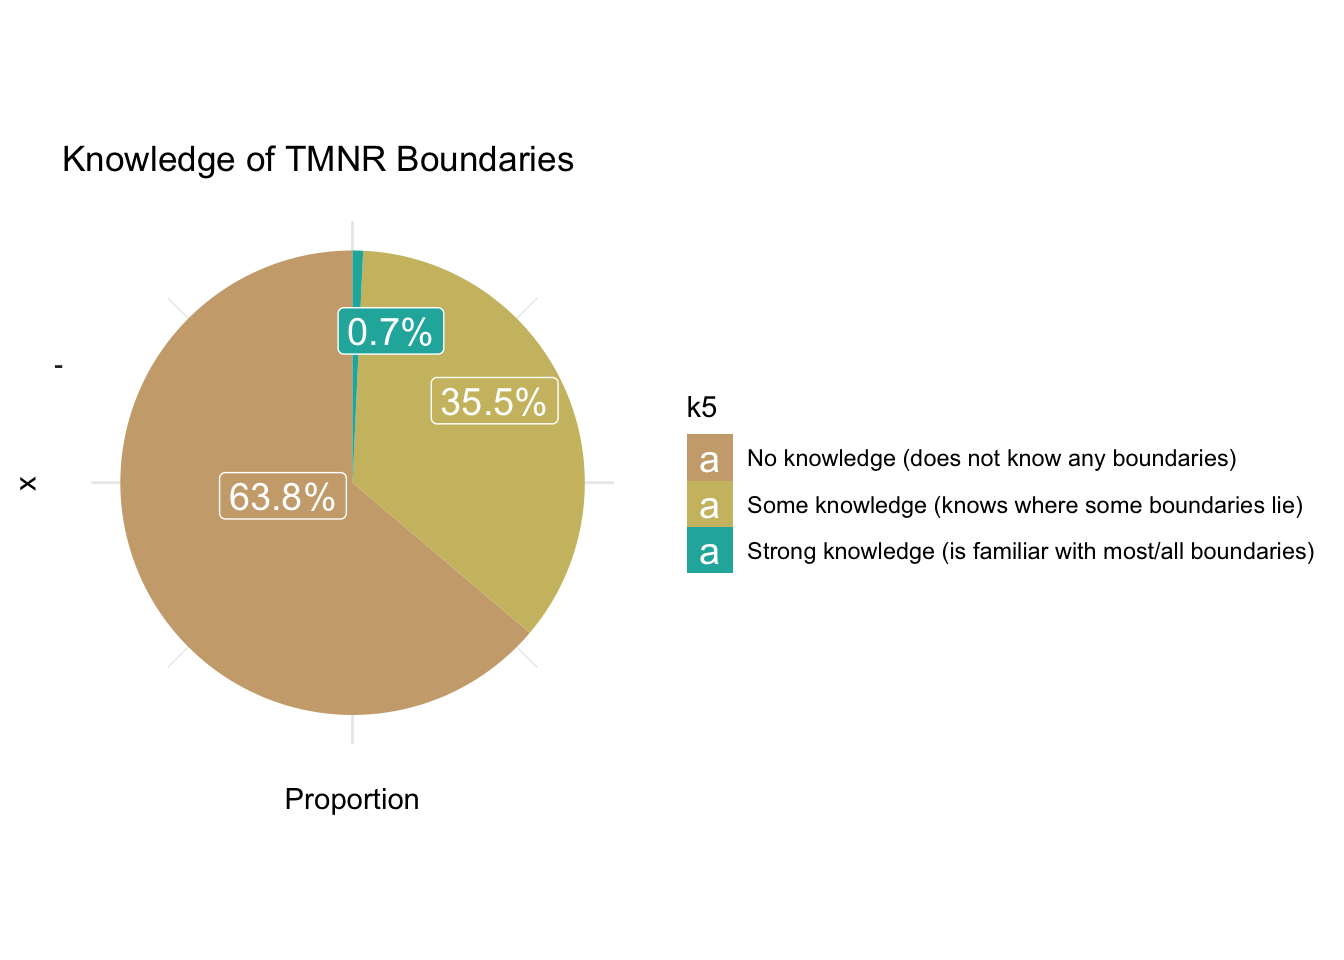 Knowledge of TMNR Boundaries
0.7%
-
35.5%
x
63.8%
Proportion
k5
a No knowledge (does not know any boundaries)
a Some knowledge (knows where some boundaries lie)
a Strong knowledge (is familiar with most/all boundaries)